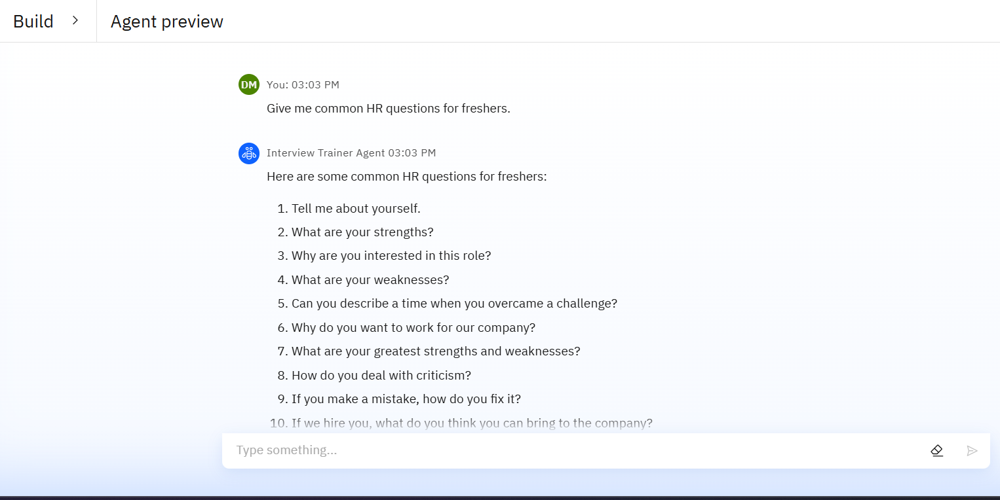 Build
Agent preview
DM
You: 03:03 PM
Give me common HR questions for freshers.
Interview Trainer Agent 03:03 PM
Here are some common HR questions for freshers:
1. Tell me about yourself.
2. What are your strengths?
3. Why are you interested in this role?
4. What are your weaknesses?
5. Can you describe a time when you overcame a challenge?
6. Why do you want to work for our company?
7. What are your greatest strengths and weaknesses?
8. How do you deal with criticism?
9. If you make a mistake, how do you fix it?
10. If we hire you, what do you think you can bring to the company?
Type something...